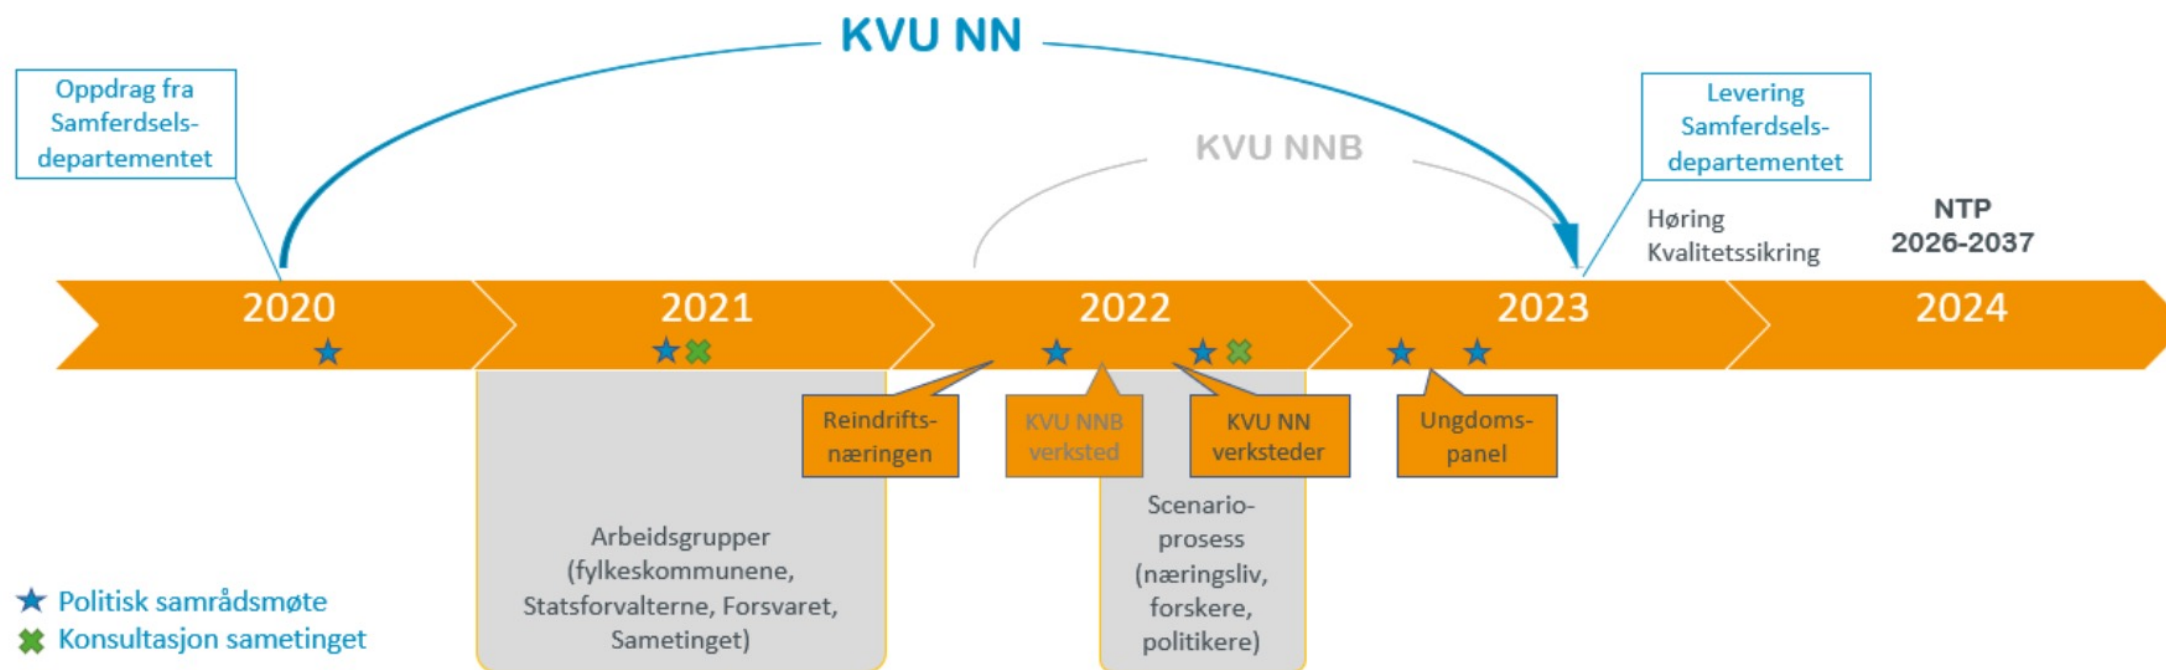 KVU NN
Oppdrag fra
Samferdsels-
departementet
Levering
Samferdsels-
departementet
KVU NNB
Høring
Kvalitetssikring
NTP
2026-2037
2020
2021
2022
2023
2024
Reindrifts-
næringen
KVU NNB
verksted
KVU NN
verksteder
Ungdoms-
panel
Arbeidsgrupper
(fylkeskommunene,
Statsforvalterne, Forsvaret,
Sametinget)
Scenario-
prosess
(næringsliv,
forskere,
politikere)
Politisk samrådsmøte
Konsultasjon sametinget